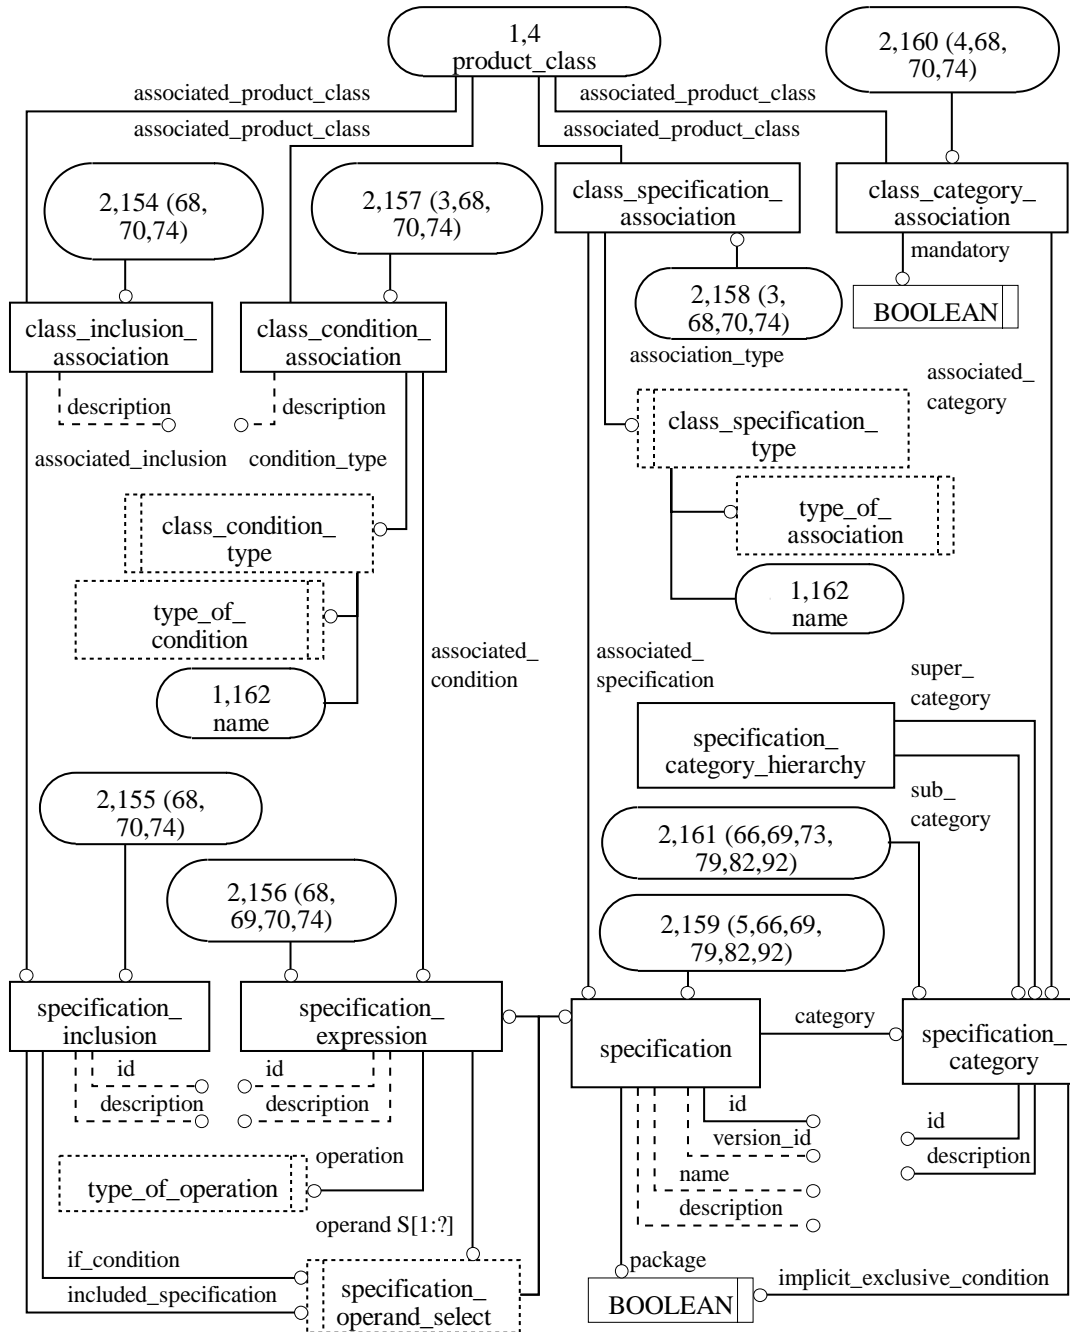 1,4
product_class
2,160 (4,68,
70,74)
associated_product_class
associated_product_class
associated_product_class
associated_product_class
2,154 (68,
70,74)
2,157 (3,68,
70,74)
class_specification_
association
class_category_
association
mandatory
2,158 (3,
68,70,74)
BOOLEAN
class_inclusion_
association
class_condition_
association
association_type
associated_
category
description
description
class_specification_
type
associated_inclusion
condition_type
class_condition_
type
type_of_
association
type_of_
condition
1,162
name
associated_
condition
associated_
specification
super_
category
1,162
name
specification_
category_hierarchy
2,155 (68,
70,74)
sub_
category
2,161 (66,69,73,
79,82,92)
2,156 (68,
69,70,74)
2,159 (5,66,69,
79,82,92)
specification_
inclusion
specification_
expression
specification
category
specification_
category
id
description
id
description
id
version_id
name
description
id
description
operation
type_of_operation
operand S[1:?]
if_condition
included_specification
specification_
operand_select
package
BOOLEAN
implicit_exclusive_condition